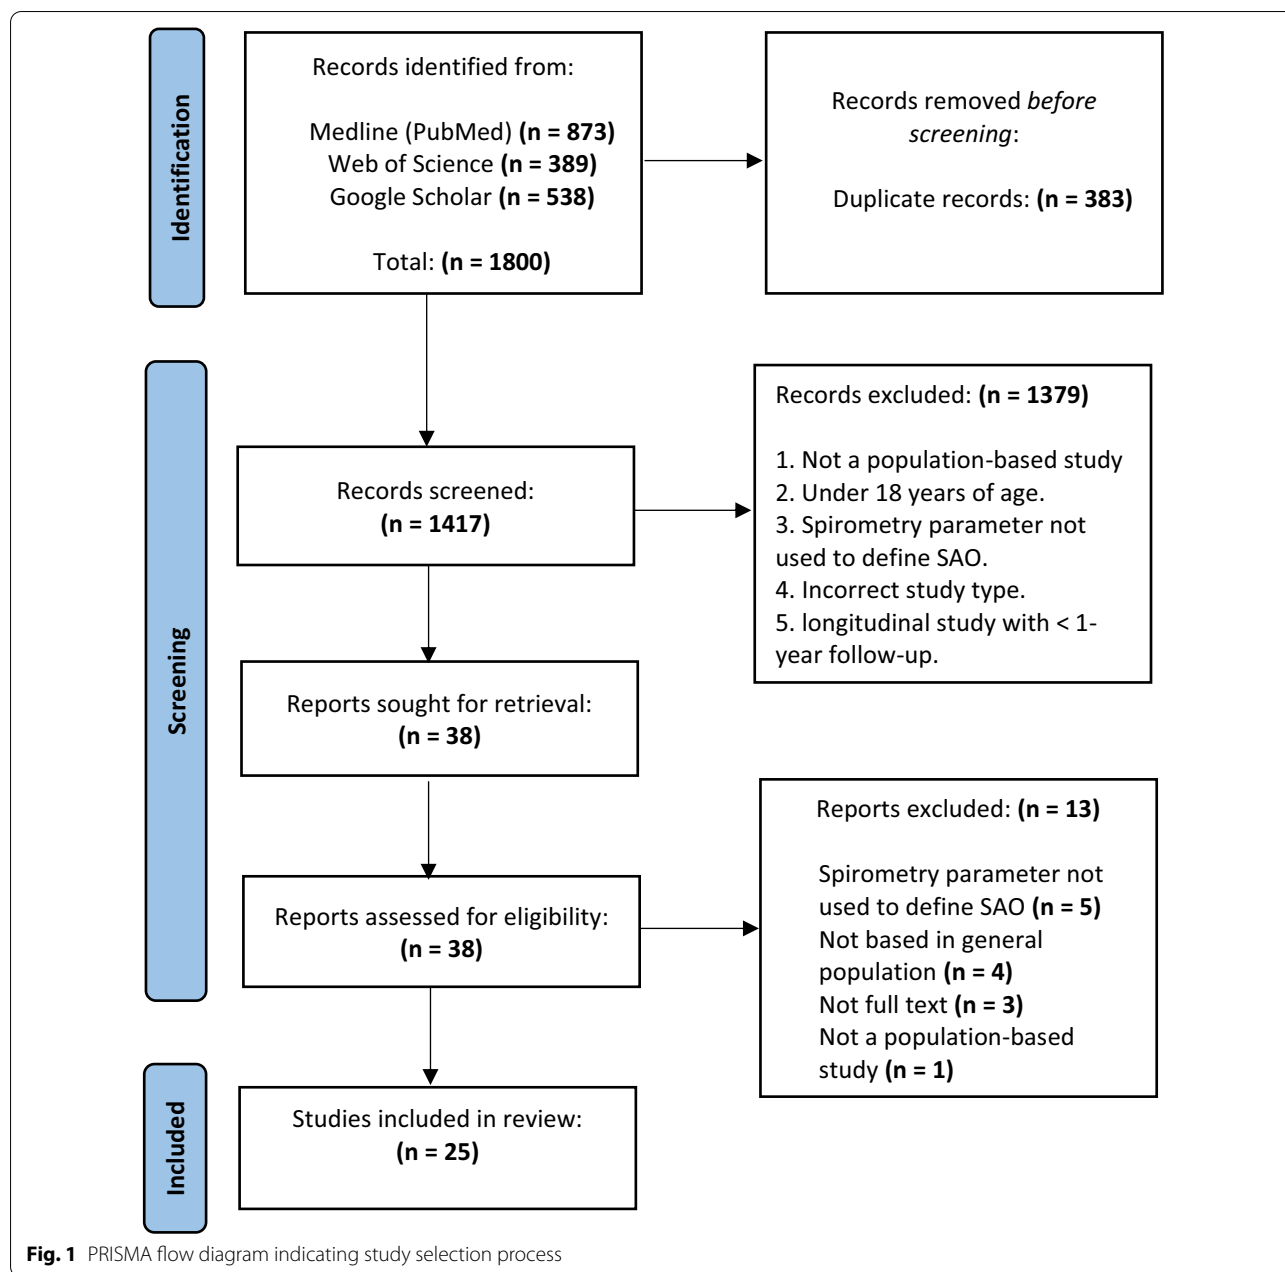 Identification
Records identified from:
Medline (PubMed) (n = 873)
Web of Science (n = 389)
Google Scholar (n = 538)
Total: (n = 1800)
Records removed before
screening:
Duplicate records: (n = 383)
Screening
Records screened:
(n = 1417)
Records excluded: (n = 1379)
1. Not a population-based study
2. Under 18 years of age.
3. Spirometry parameter not
used to define SAO.
4. Incorrect study type.
5. longitudinal study with < 1-
year follow-up.
Reports sought for retrieval:
(n = 38)
Reports assessed for eligibility:
(n = 38)
Reports excluded: (n = 13)
Spirometry parameter not
used to define SAO (n = 5)
Not based in general
population (n = 4)
Not full text (n = 3)
Not a population-based
study (n = 1)
Included
Studies included in review:
(n = 25)
Fig. 1 PRISMA flow diagram indicating study selection process